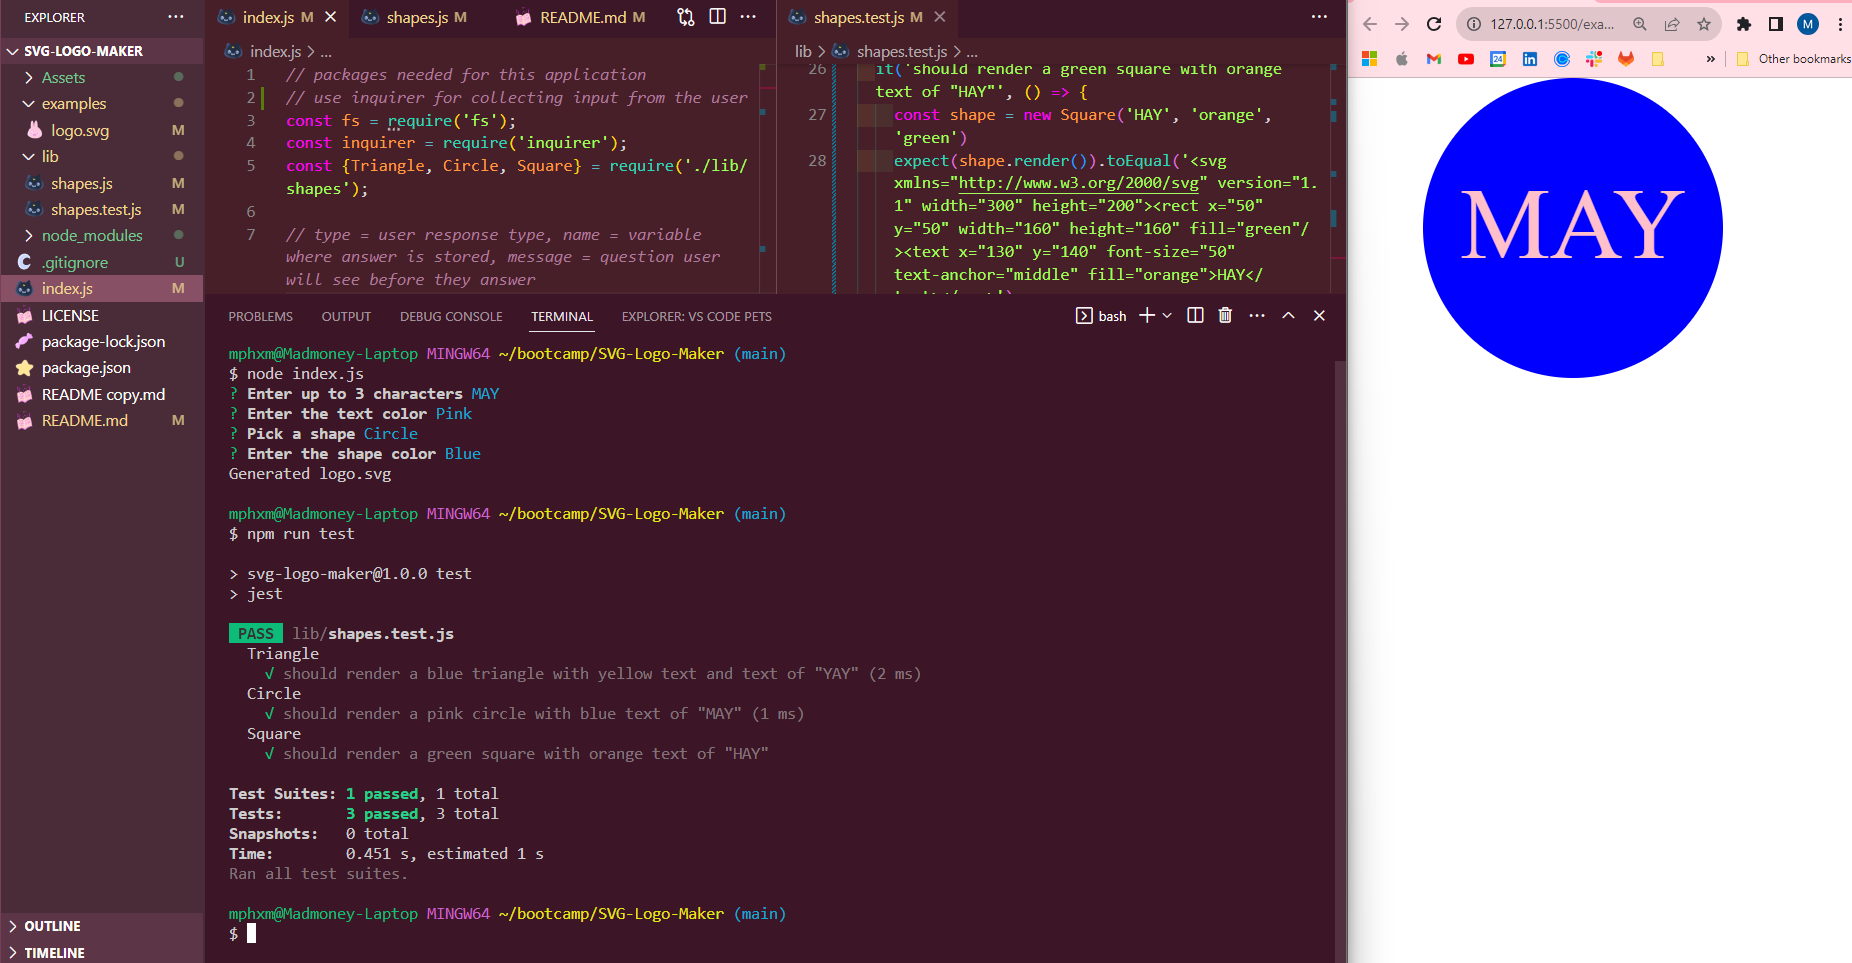 EXPLORER
SVG-LOGO-MAKER
Assets
examples
logo.svg M
lib
shapes.js M
shapes.test.js M
node_modules
.gitignore U
index.js M
LICENSE
package-lock.json
package.json
README copy.md
README.md M
OUTLINE
TIMELINE
index.js M
shapes.js M
README.md M
index.js > ...
1 // packages needed for this application
2 // use inquirer for collecting input from the user
3 const fs = require('fs');
4 const inquirer = require('inquirer');
5 const {Triangle, Circle, Square} = require('./lib/
shapes');
6
7 // type = user response type, name = variable
where answer is stored, message = question user
will see before they answer
shapes.test.js M
lib > shapes.test.js > ...
26 it('should render a green square with orange
text of "HAY"', () => {
27 const shape = new Square('HAY', 'orange',
'green')
28 expect(shape.render()).toEqual('<svg
xmlns="http://www.w3.org/2000/svg" version="1.
1" width="300" height="200"><rect x="50"
y="50" width="160" height="160" fill="green"/
><text x="130" y="140" font-size="50"
text-anchor="middle" fill="orange">HAY</
PROBLEMS OUTPUT DEBUG CONSOLE TERMINAL EXPLORER: VS CODE PETS
bash
mphxm@Madmoney-Laptop MINGW64 ~/bootcamp/SVG-Logo-Maker (main)
$ node index.js
? Enter up to 3 characters MAY
? Enter the text color Pink
? Pick a shape Circle
? Enter the shape color Blue
Generated logo.svg
mphxm@Madmoney-Laptop MINGW64 ~/bootcamp/SVG-Logo-Maker (main)
$ npm run test
> svg-logo-maker@1.0.0 test
> jest
PASS lib/shapes.test.js
Triangle
√ should render a blue triangle with yellow text and text of "YAY" (2 ms)
Circle
√ should render a pink circle with blue text of "MAY" (1 ms)
Square
√ should render a green square with orange text of "HAY"
Test Suites: 1 passed, 1 total
Tests: 3 passed, 3 total
Snapshots: 0 total
Time: 0.451 s, estimated 1 s
Ran all test suites.
mphxm@Madmoney-Laptop MINGW64 ~/bootcamp/SVG-Logo-Maker (main)
$
127.0.0.1:5500/exa...
M
24
» Other bookmarks
MAY